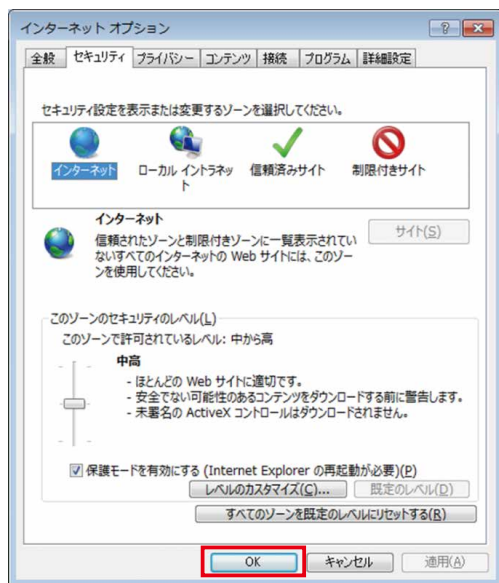 インターネット オプション
全般 セキュリティ プライバシー コンテンツ 接続 プログラム 詳細設定
セキュリティ設定を表示または変更するゾーンを選択してください。
インターネット ローカル イントラネッ 信頼済みサイト 制限付きサイト
ト
インターネット
サイト(S)
信頼されたゾーンと制限付きゾーンに一覧表示されてい
ないすべてのインターネットの Web サイトには、このゾー
ンを使用してください。
このゾーンのセキュリティのレベル(L)
このゾーンで許可されているレベル: 中から高
中高
- ほとんどの Web サイトに適切です。
- 安全でない可能性のあるコンテンツをダウンロードする前に警告します。
- 未署名の ActiveX コントロールはダウンロードされません。
保護モードを有効にする (Internet Explorer の再起動が必要)(P)
レベルのカスタマイズ(C)... 既定のレベル(D)
すべてのゾーンを既定のレベルにリセットする(R)
OK キャンセル 適用(A)